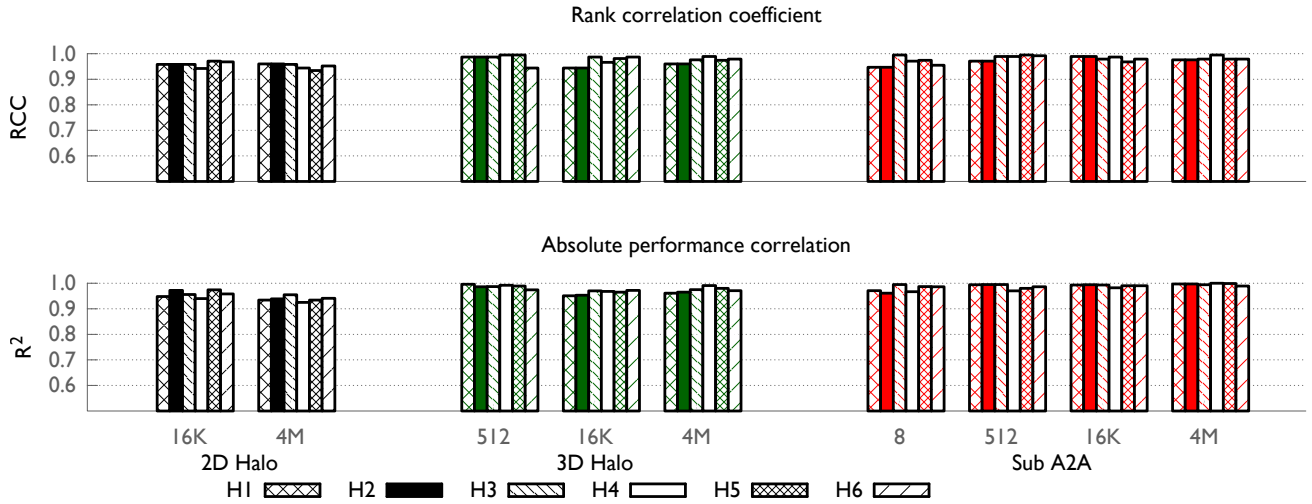 Rank correlation coefficient
RCC
1.0
0.9
0.8
0.7
0.6
Absolute performance correlation
R²
1.0
0.9
0.8
0.7
0.6
16K 4M 512 16K 4M 8 512 16K 4M
2D Halo 3D Halo Sub A2A
H1 H2 H3 H4 H5 H6